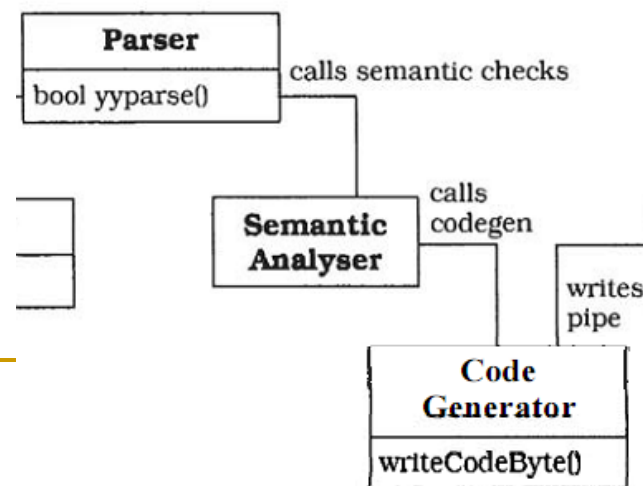 Parser
bool yyparse()
calls semantic checks
Semantic
Analyser
calls
codegen
writes
pipe
Code
Generator
writeCodeByte()